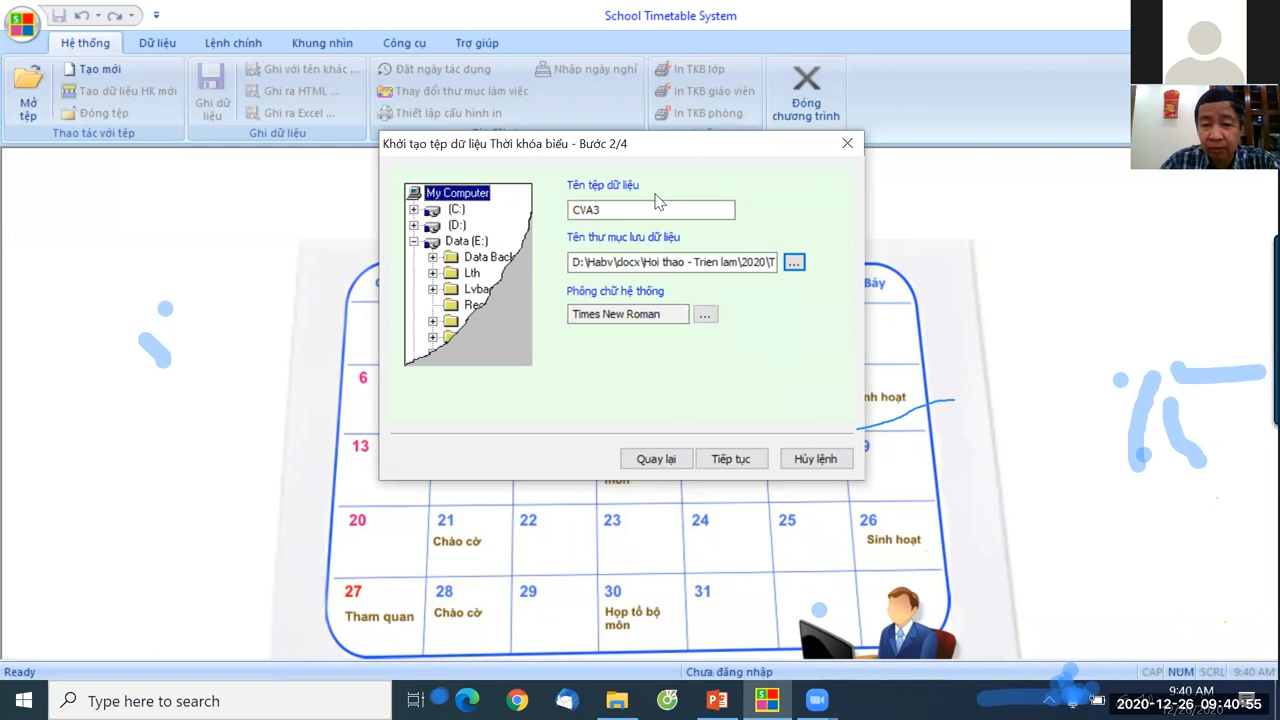 School Timetable System
Hệ thống
Dữ liệu
Lệnh chính
Khung nhìn
Công cụ
Trợ giúp
Mở tệp
Tạo mới
Tạo dữ liệu HK mới
Đóng tệp
Thao tác với tệp
Ghi dữ liệu
Ghi với tên khác ...
Ghi ra HTML ...
Ghi ra Excel ...
Ghi dữ liệu
Đặt ngày tác dụng
Thay đổi thư mục làm việc
Thiết lập cấu hình in
Nhập ngày nghỉ
In TKB lớp
In TKB giáo viên
In TKB phòng
Đóng chương trình
Khởi tạo tệp dữ liệu Thời khóa biểu - Bước 2/4
My Computer
(C:)
(D:)
Data (E:)
Data Back
Lth
Lvba
Tên tệp dữ liệu
CVA3
Tên thư mục lưu dữ liệu
D:\Habv\docx\Hoi thao - Trien lam\2020\T
...
Phông chữ hệ thống
Times New Roman
...
Quay lại
Tiếp tục
Hủy lệnh
Bảy
6
hoạt
13
9
môn
20
21
22
23
24
25
26
Chào cờ
Sinh hoạt
27
28
29
30
31
Tham quan
Chào cờ
Họp tổ bộ
môn
Ready
Chưa đăng nhập
CAP
NUM
SCRL
9:40 AM
Type here to search
9:40 AM
2020-12-26 09:40:55